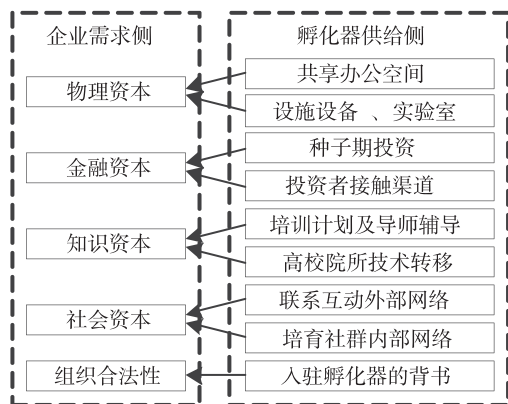 企业需求侧
孵化器供给侧
物理资本
共享办公空间
设施设备 、实验室
金融资本
种子期投资
投资者接触渠道
知识资本
培训计划及导师辅导
高校院所技术转移
社会资本
联系互动外部网络
培育社群内部网络
组织合法性
入驻孵化器的背书